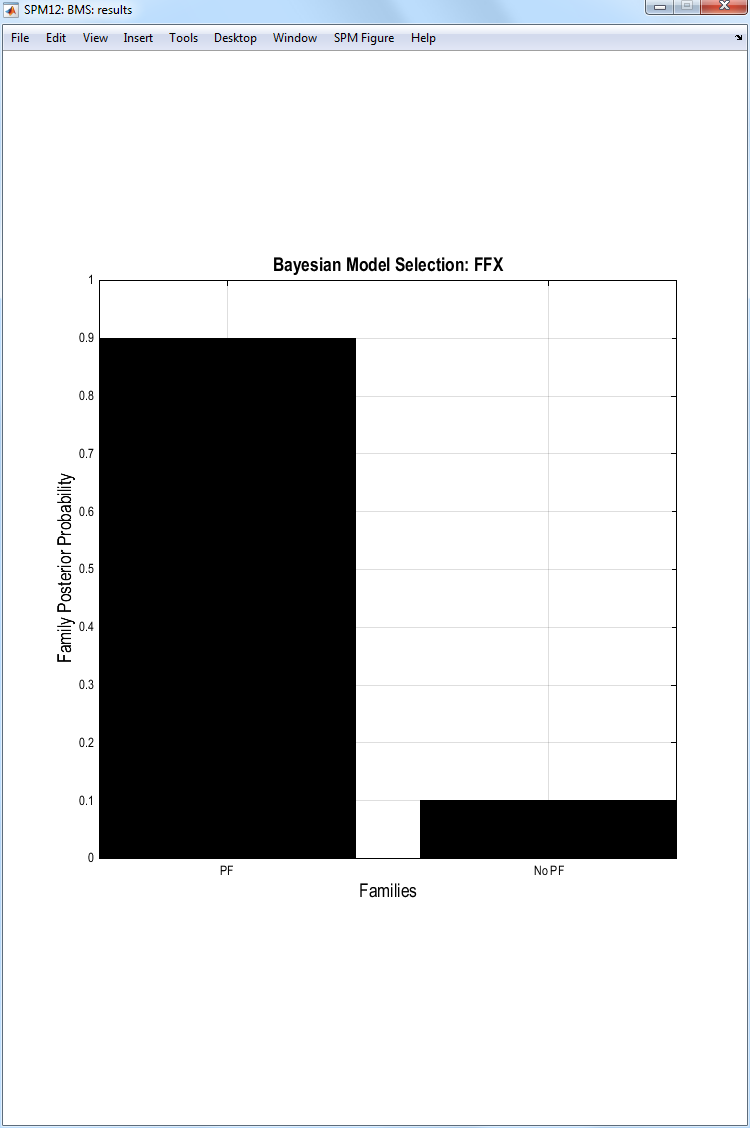 SPM12: BMS: results
File Edit View Insert Tools Desktop Window SPM Figure Help
Bayesian Model Selection: FFX
1
0.9
0.8
0.7
0.6
0.5
0.4
0.3
0.2
0.1
0
Family Posterior Probability
PF No PF
Families